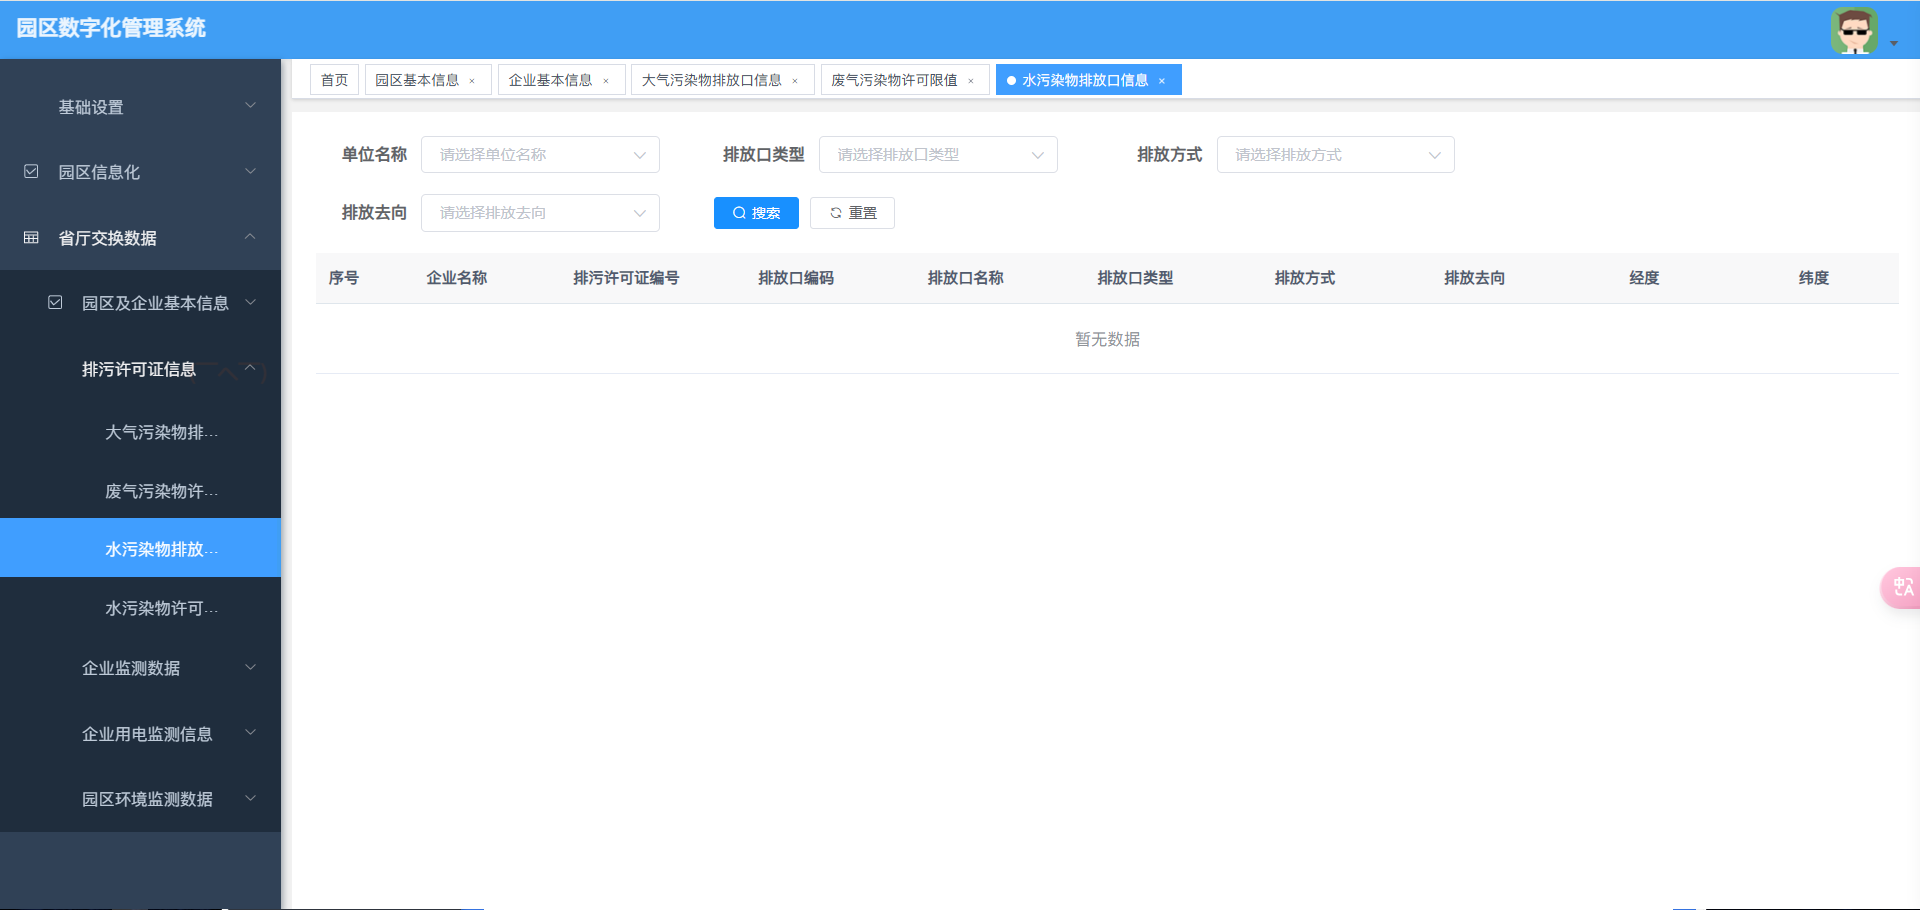 园区数字化管理系统
首页 园区基本信息 × 企业基本信息 × 大气污染物排放口信息 × 废气污染物许可限值 × 水污染物排放口信息 ×
基础设置
园区信息化
省厅交换数据
园区及企业基本信息
排污许可证信息
大气污染物排...
废气污染物许...
水污染物排放...
水污染物许可...
企业监测数据
企业用电监测信息
园区环境监测数据
单位名称 请选择单位名称 排放口类型 请选择排放口类型 排放方式 请选择排放方式
排放去向 请选择排放去向 搜索 重置
序号 企业名称 排污许可证编号 排放口编码 排放口名称 排放口类型 排放方式 排放去向 经度 纬度
暂无数据
中A